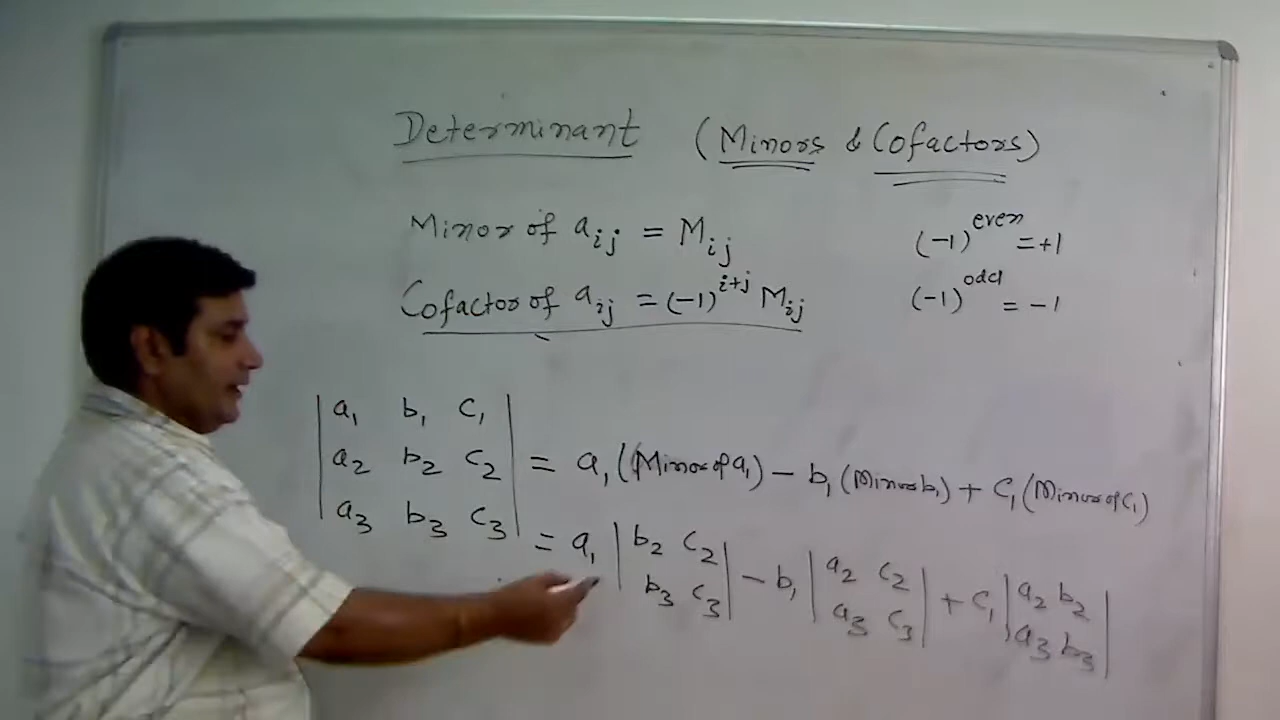 Determinant (Minors & Cofactors)
Minor of aᵢⱼ = Mᵢⱼ (-1)^even = +1
Cofactor of aᵢⱼ = (-1)^i+j Mᵢⱼ (-1)^odd = -1
| a₁ b₁ c₁ |
| a₂ b₂ c₂ | = a₁ (Minor of a₁) - b₁ (Minor b₁) + C₁ (Minor of c₁)
| a₃ b₃ c₃ |
= a₁ | b₂ c₂ | - b₁ | a₂ c₂ | + c₁ | a₂ b₂ |
| b₃ c₃ | | a₃ c₃ | | a₃ b₃ |